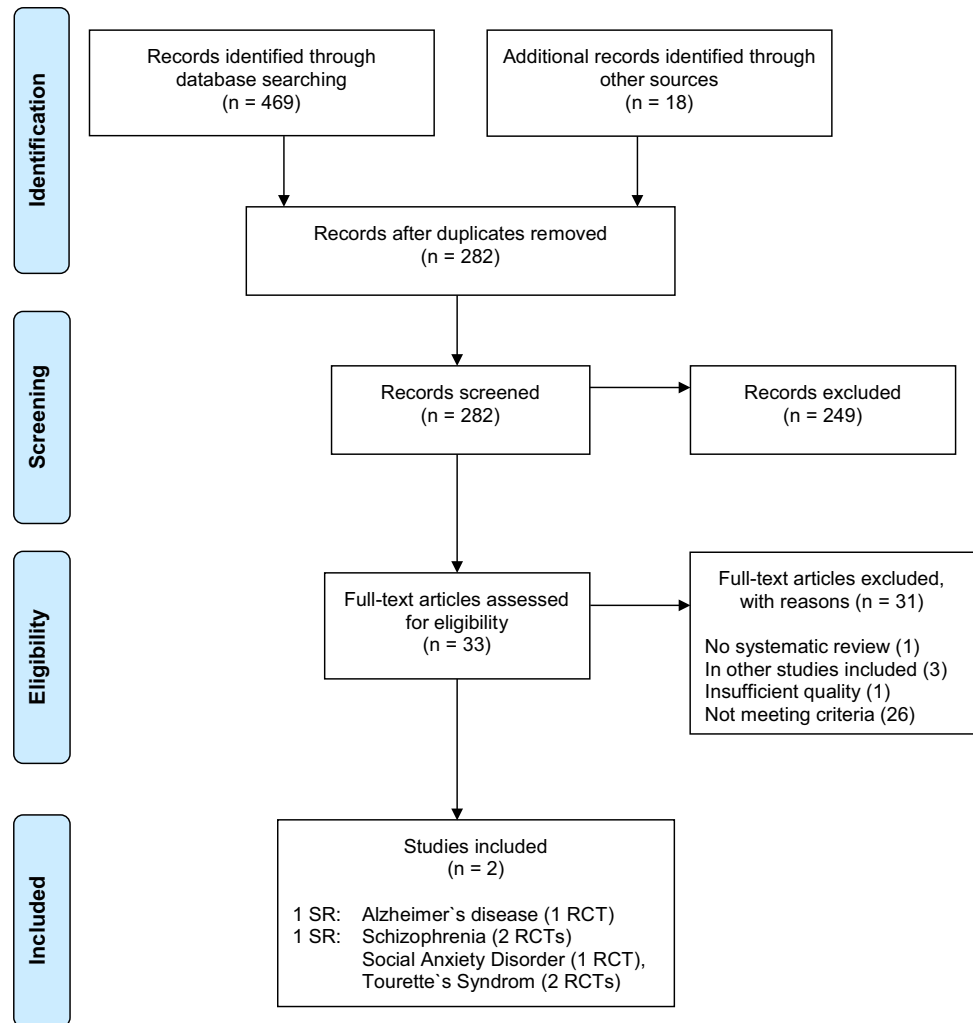 Identification
Records identified through
database searching
(n = 469)
Additional records identified through
other sources
(n = 18)
Records after duplicates removed
(n = 282)
Screening
Records screened
(n = 282)
Records excluded
(n = 249)
Eligibility
Full-text articles assessed
for eligibility
(n = 33)
Full-text articles excluded,
with reasons (n = 31)
No systematic review (1)
In other studies included (3)
Insufficient quality (1)
Not meeting criteria (26)
Included
Studies included
(n = 2)
1 SR: Alzheimer`s disease (1 RCT)
1 SR: Schizophrenia (2 RCTs)
Social Anxiety Disorder (1 RCT),
Tourette`s Syndrom (2 RCTs)